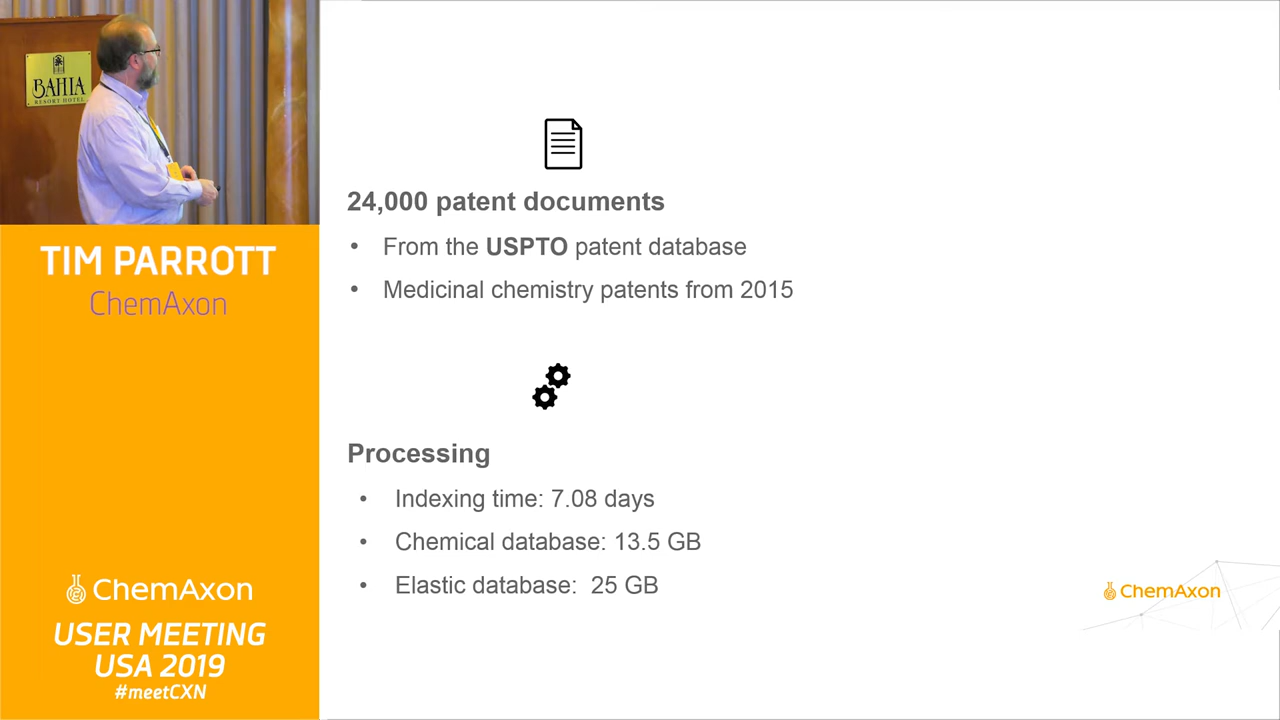 BAHIA
RESORT HOTEL
TIM PARROTT
ChemAxon
ChemAxon
USER MEETING
USA 2019
#meetCXN
24,000 patent documents
• From the USPTO patent database
• Medicinal chemistry patents from 2015
Processing
• Indexing time: 7.08 days
• Chemical database: 13.5 GB
• Elastic database: 25 GB
ChemAxon